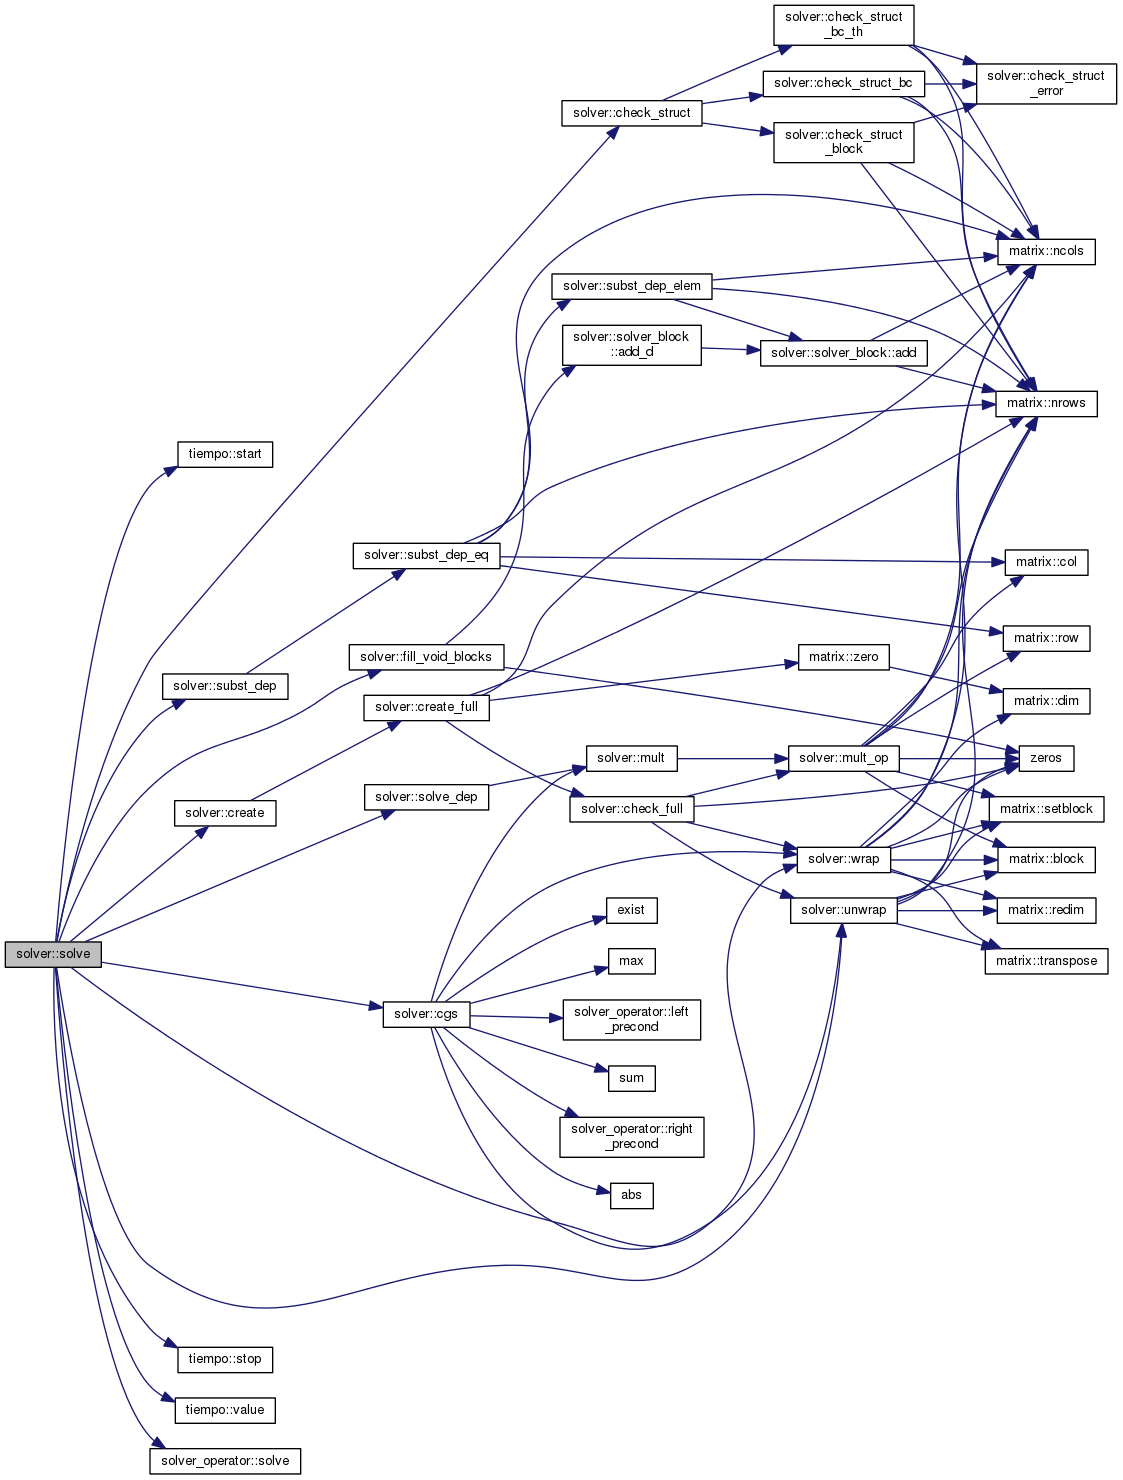 solver::check_struct
_bc_th
solver::check_struct
_error
solver::check_struct_bc
solver::check_struct
solver::check_struct
_block
matrix::ncols
solver::subst_dep_elem
solver::solver_block
::add_d
solver::solver_block::add
matrix::nrows
tiempo::start
solver::subst_dep_eq
matrix::col
matrix::row
solver::fill_void_blocks
matrix::zero
solver::subst_dep
matrix::dim
solver::create_full
solver::mult
solver::mult_op
zeros
solver::solve_dep
solver::create
solver::check_full
matrix::setblock
solver::wrap
matrix::block
exist
solver::unwrap
matrix::redim
solver::solve
max
matrix::transpose
solver::cgs
solver_operator::left
_precond
sum
solver_operator::right
_precond
abs
tiempo::stop
tiempo::value
solver_operator::solve